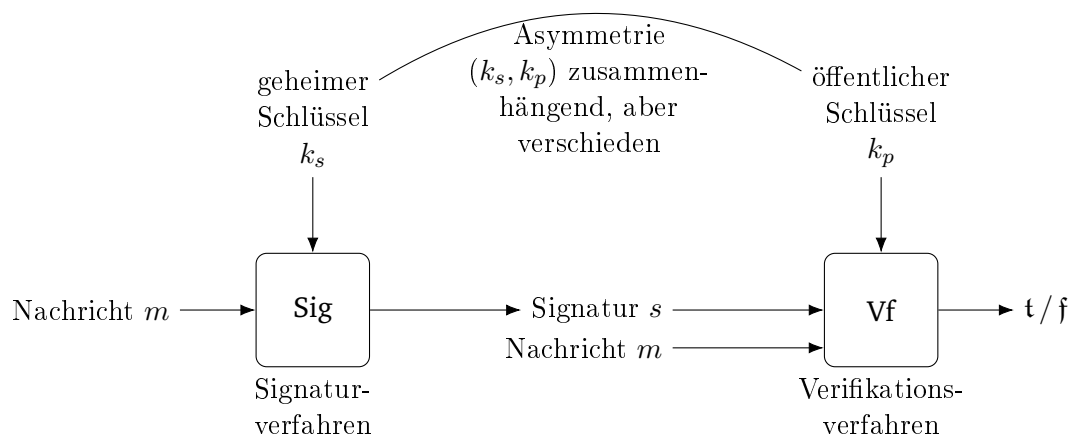 Asymmetrie
(k_s, k_p) zusammen-
hängend, aber
verschieden
geheimer
Schlüssel
k_s
öffentlicher
Schlüssel
k_p
Nachricht m
Sig
Signatur s
Nachricht m
Vf
𝔱/𝔣
Signatur-
verfahren
Verifikations-
verfahren